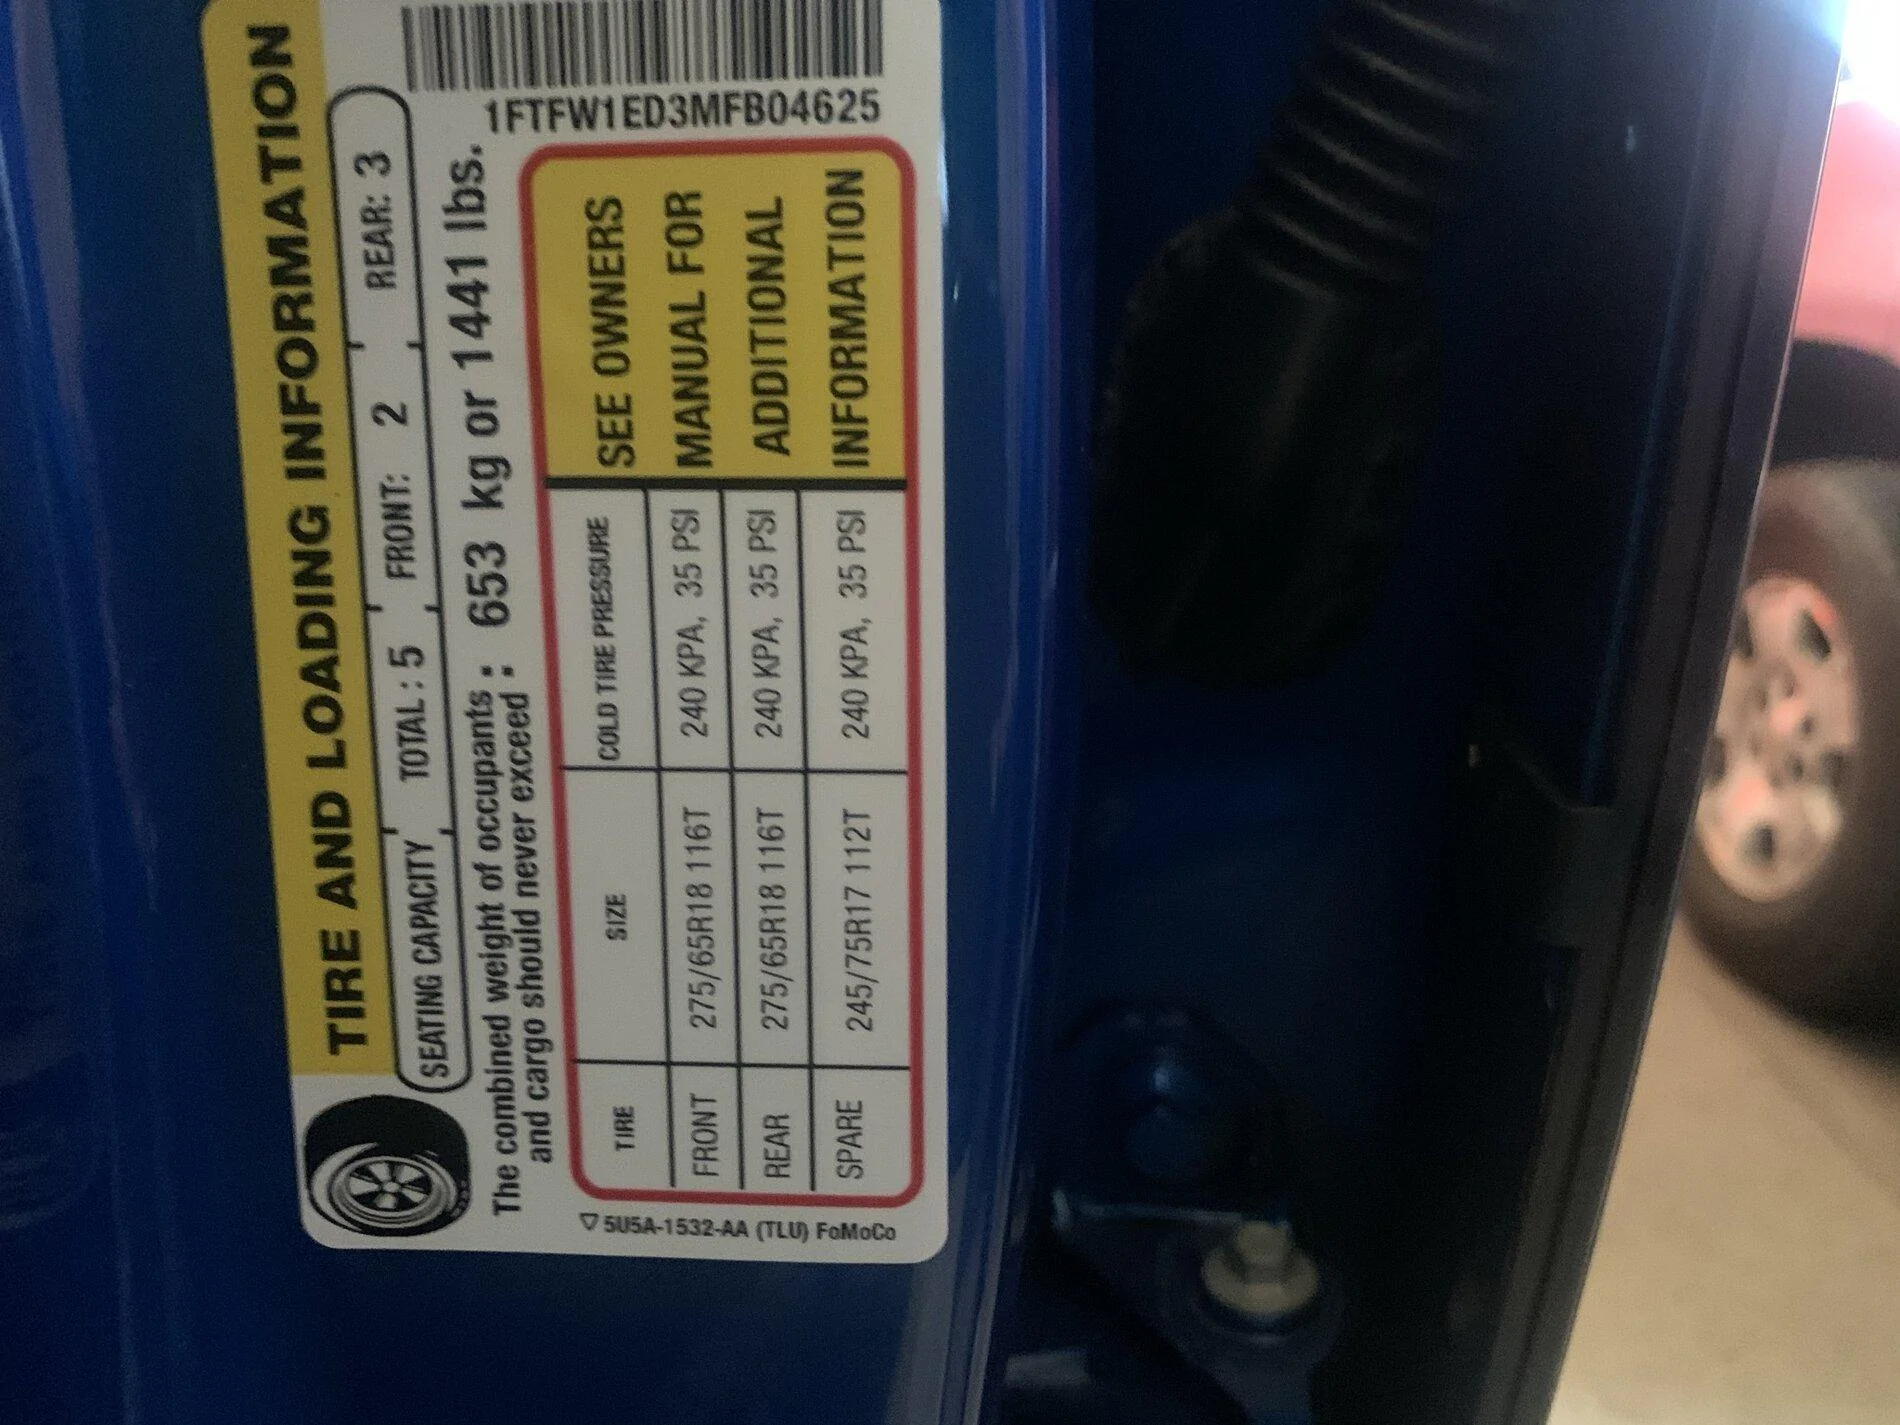 TIRE AND LOADING INFORMATION
SEATING CAPACITY TOTAL : 5 FRONT: 2 REAR: 3
The combined weight of occupants
and cargo should never exceed : 653 kg or 1441 lbs.
1FTFW1ED3MFB04625
TIRE SIZE COLD TIRE PRESSURE
FRONT 275/65R18 116T 240 KPA, 35 PSI
REAR 275/65R18 116T 240 KPA, 35 PSI
SPARE 245/75R17 112T 240 KPA, 35 PSI
SEE OWNERS
MANUAL FOR
ADDITIONAL
INFORMATION
5U5A-1532-AA (TLU) FoMoCo